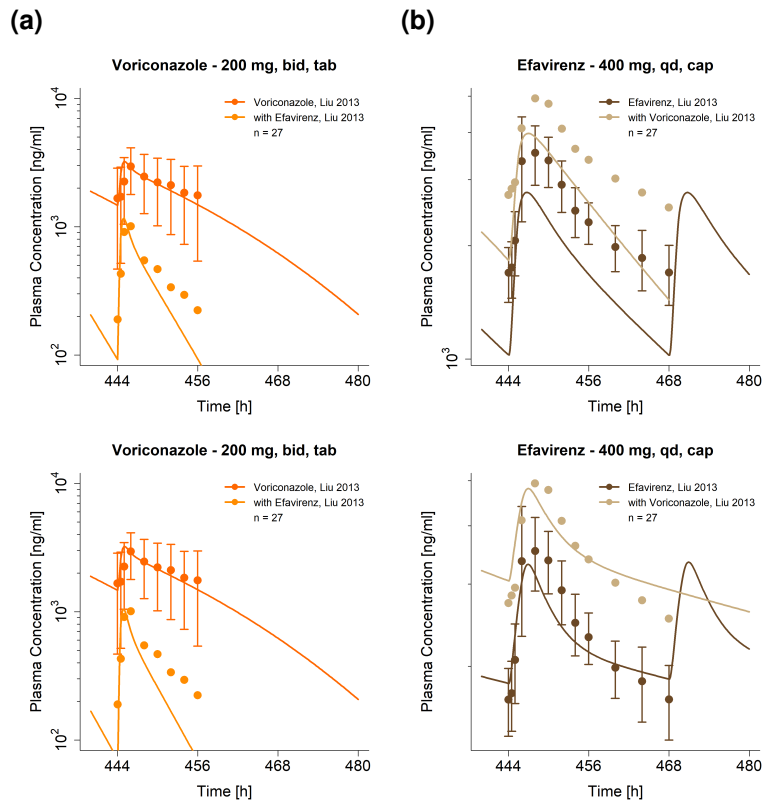 (a)
(b)
Voriconazole - 200 mg, bid, tab
Plasma Concentration [ng/ml]
10^4
10^3
10^2
Voriconazole, Liu 2013
with Efavirenz, Liu 2013
n = 27
444 456 468 480
Time [h]
Efavirenz - 400 mg, qd, cap
Plasma Concentration [ng/ml]
10^3
Efavirenz, Liu 2013
with Voriconazole, Liu 2013
n = 27
444 456 468 480
Time [h]
Voriconazole - 200 mg, bid, tab
Plasma Concentration [ng/ml]
10^4
10^3
10^2
Voriconazole, Liu 2013
with Efavirenz, Liu 2013
n = 27
444 456 468 480
Time [h]
Efavirenz - 400 mg, qd, cap
Plasma Concentration [ng/ml]
Efavirenz, Liu 2013
with Voriconazole, Liu 2013
n = 27
444 456 468 480
Time [h]